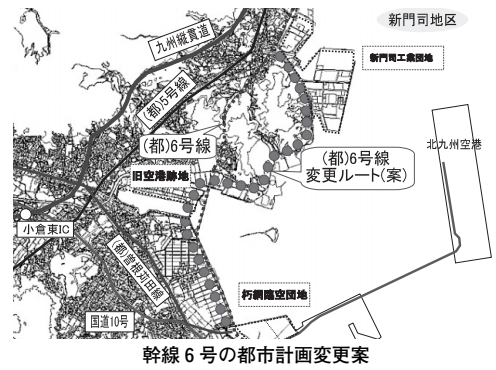 新門司地区
九州縦貫道
新門司工業団地
(都)5号線
(都)6号線
北九州空港
(都)6号線
変更ルート(案)
旧空港跡地
小倉東IC
(都)曽根苅田線
朽網臨空団地
国道10号
幹線6号の都市計画変更案